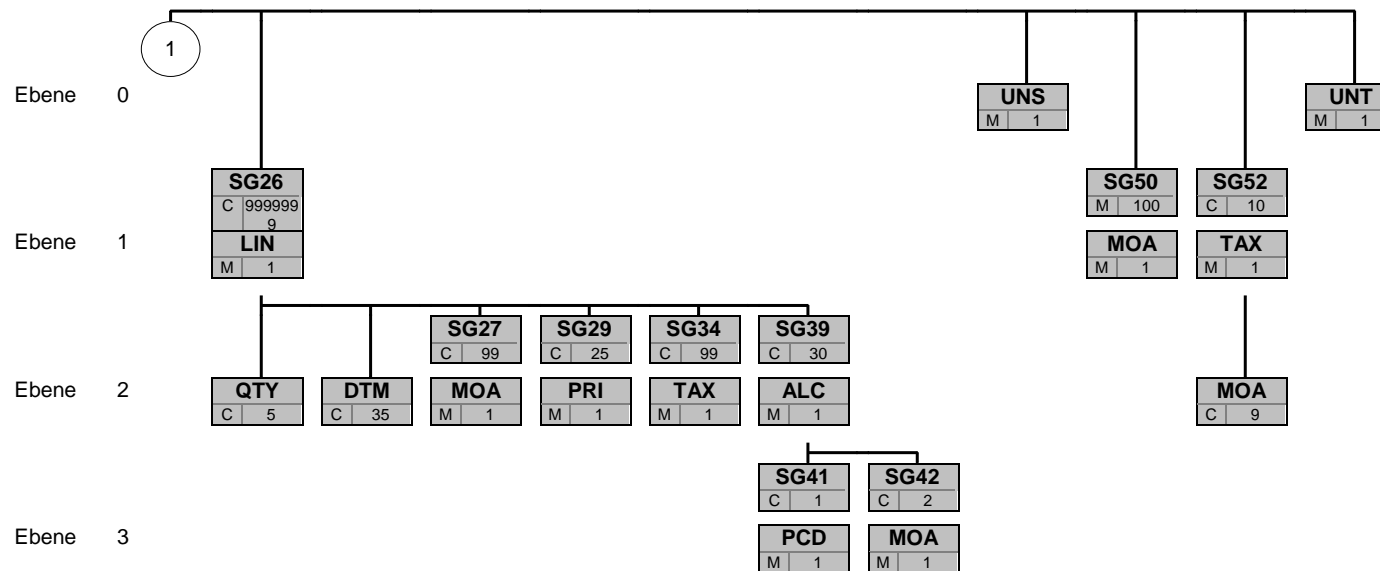 1
Ebene 0
UNS
M 1
UNT
M 1
SG26
C 999999
9
SG50
M 100
SG52
C 10
Ebene 1
LIN
M 1
MOA
M 1
TAX
M 1
SG27
C 99
SG29
C 25
SG34
C 99
SG39
C 30
Ebene 2
QTY
C 5
DTM
C 35
MOA
M 1
PRI
M 1
TAX
M 1
ALC
M 1
MOA
C 9
SG41
C 1
SG42
C 2
Ebene 3
PCD
M 1
MOA
M 1